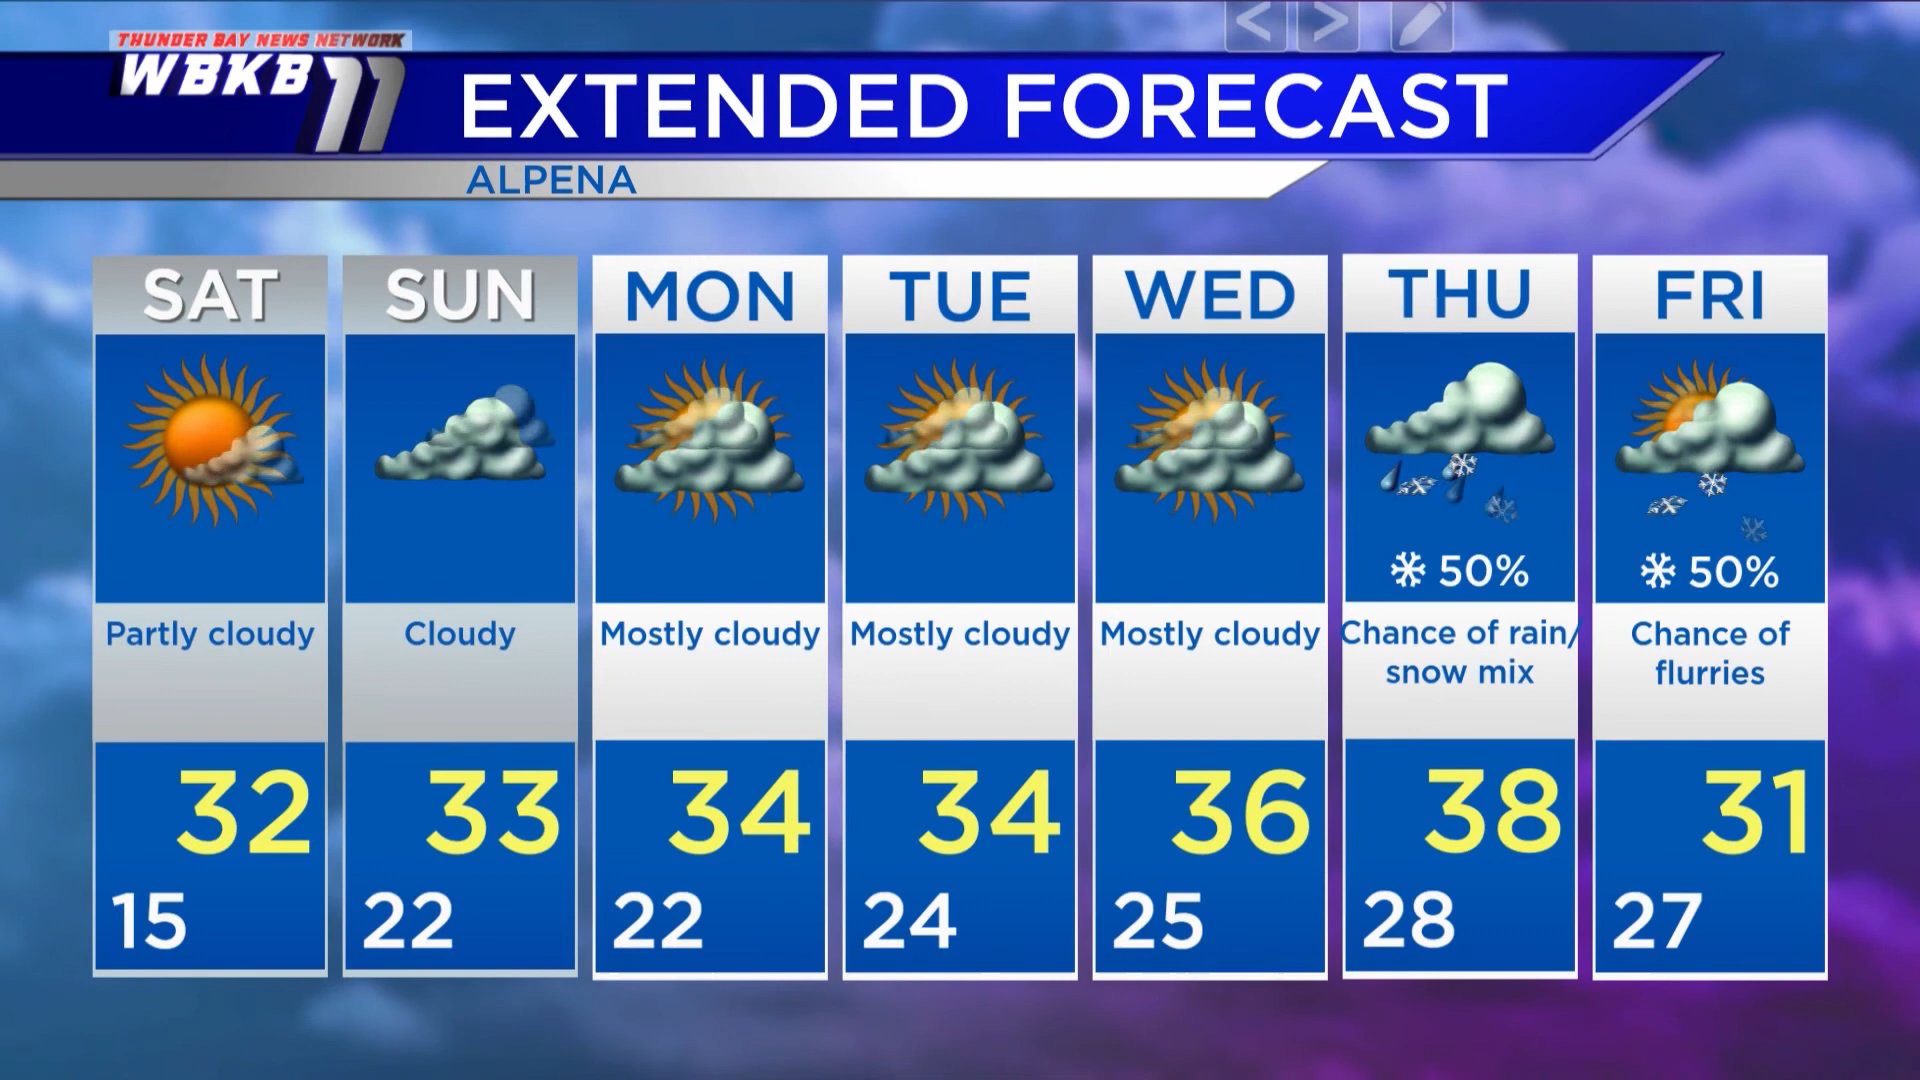 THUNDER BAY NEWS NETWORK
WBKB 11
EXTENDED FORECAST
ALPENA
SAT
SUN
MON
TUE
WED
THU
FRI
50%
50%
Partly cloudy
Cloudy
Mostly cloudy
Mostly cloudy
Mostly cloudy
Chance of rain/
snow mix
Chance of
flurries
32
33
34
34
36
38
31
15
22
22
24
25
28
27